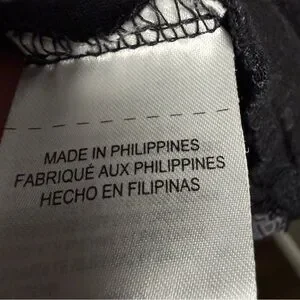 MADE IN PHILIPPINES
FABRIQUÉ AUX PHILIPPINES
HECHO EN FILIPINAS